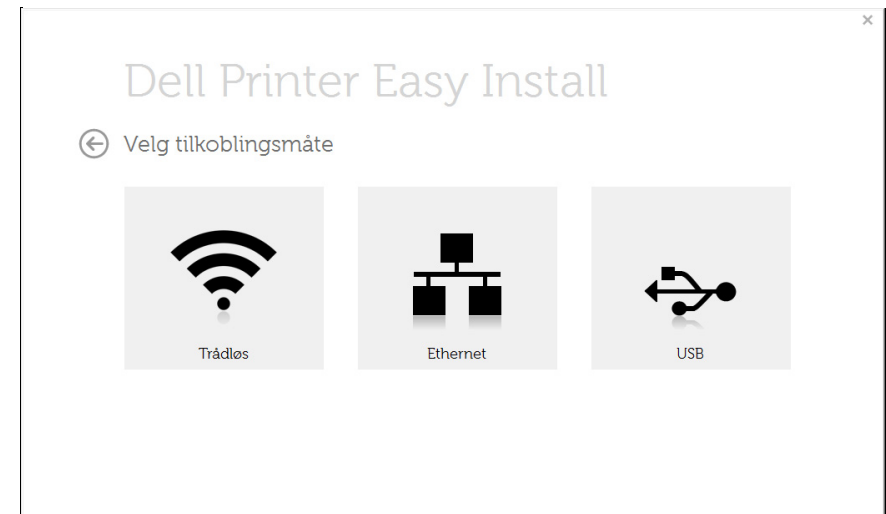 Dell Printer Easy Install
Velg tilkoblingsmåte
Trådløs
Ethernet
USB